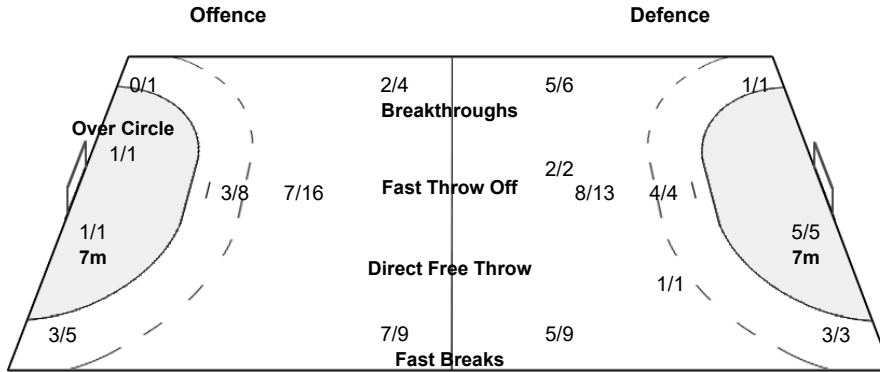 Offence Defence
0/1 2/4 5/6 1/1
Breakthroughs
Over Circle
1/1
2/2
3/8 7/16 Fast Throw Off 8/13 4/4
1/1 5/5
7m 7m
Direct Free Throw
1/1
3/5 7/9 5/9 3/3
Fast Breaks